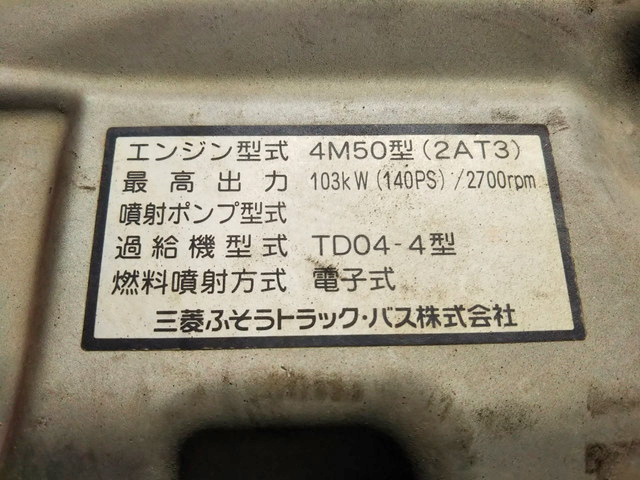 エンジン型式 4M50型(2AT3)
最高出力 103kW(140PS)/2700rpm
噴射ポンプ型式
過給機型式 TD04-4型
燃料噴射方式 電子式
三菱ふそうトラック・バス株式会社